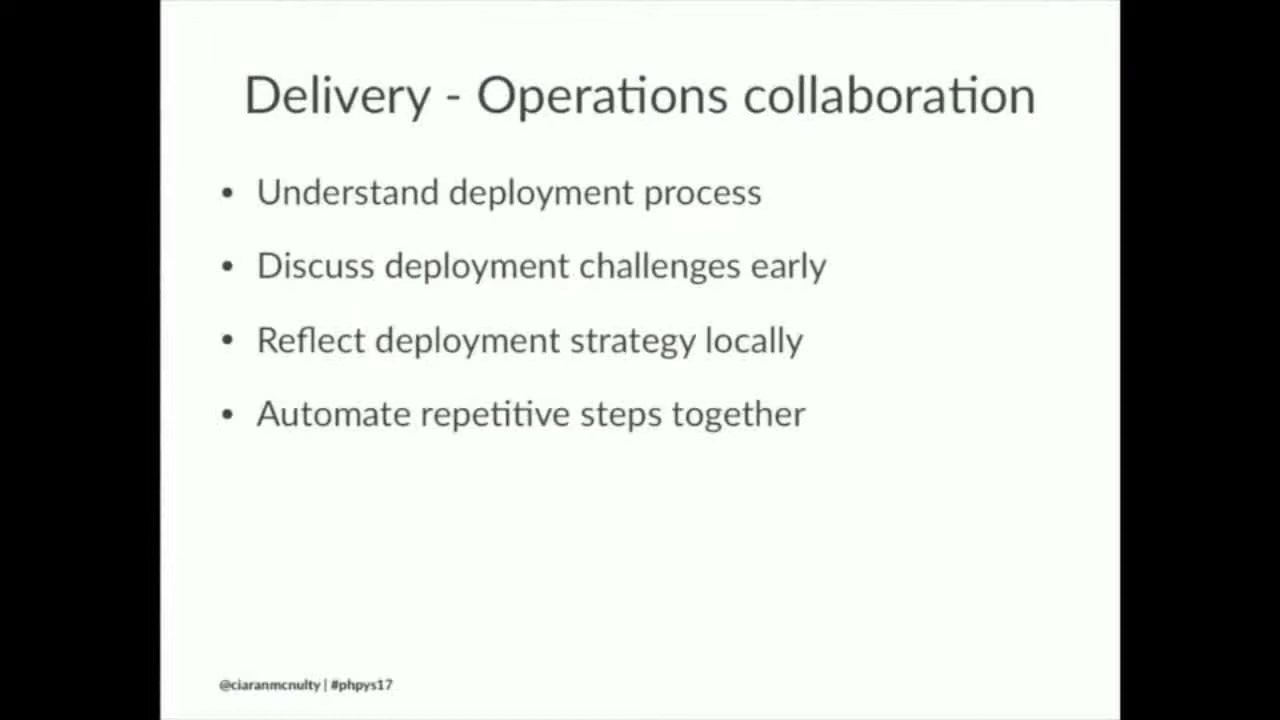 Delivery - Operations collaboration
• Understand deployment process
• Discuss deployment challenges early
• Reflect deployment strategy locally
• Automate repetitive steps together
@ciaranmcnulty | #phpys17